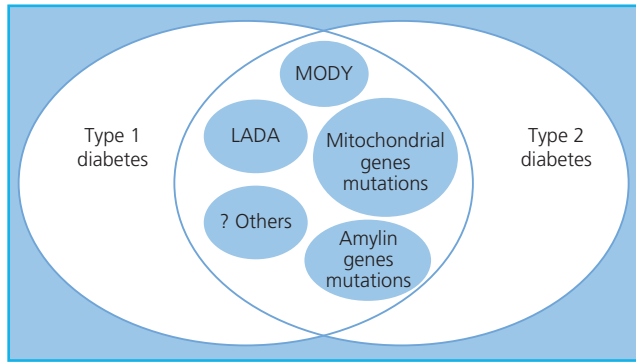 MODY
Type 1
diabetes
LADA
Mitochondrial
genes
mutations
Type 2
diabetes
? Others
Amylin
genes
mutations